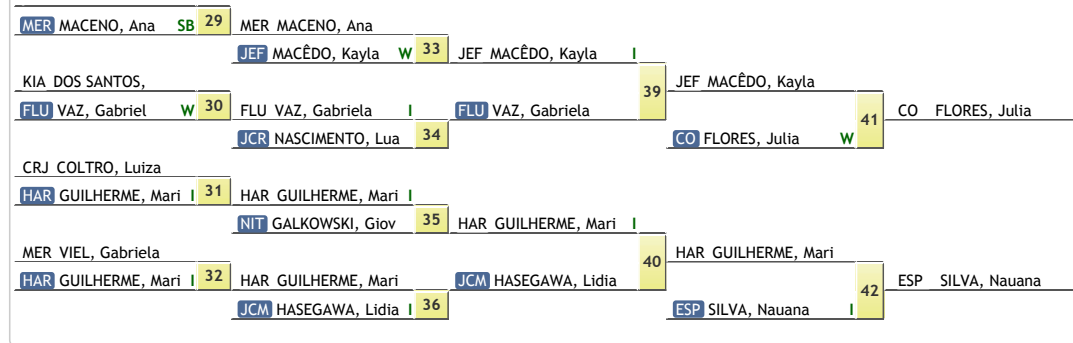 MER MACENO, Ana SB 29 MER MACENO, Ana
JEF MACÊDO, Kayla W 33 JEF MACÊDO, Kayla I
KIA DOS SANTOS, 39 JEF MACÊDO, Kayla
FLU VAZ, Gabriel W 30 FLU VAZ, Gabriela I FLU VAZ, Gabriela 41 CO FLORES, Julia
JCR NASCIMENTO, Lua 34 CO FLORES, Julia W
CRJ COLTRO, Luiza
HAR GUILHERME, Mari I 31 HAR GUILHERME, Mari I
NIT GALKOWSKI, Giov 35 HAR GUILHERME, Mari I
MER VIEL, Gabriela 40 HAR GUILHERME, Mari
HAR GUILHERME, Mari I 32 HAR GUILHERME, Mari JCM HASEGAWA, Lidia 42 ESP SILVA, Nauana
JCM HASEGAWA, Lidia I 36 ESP SILVA, Nauana I